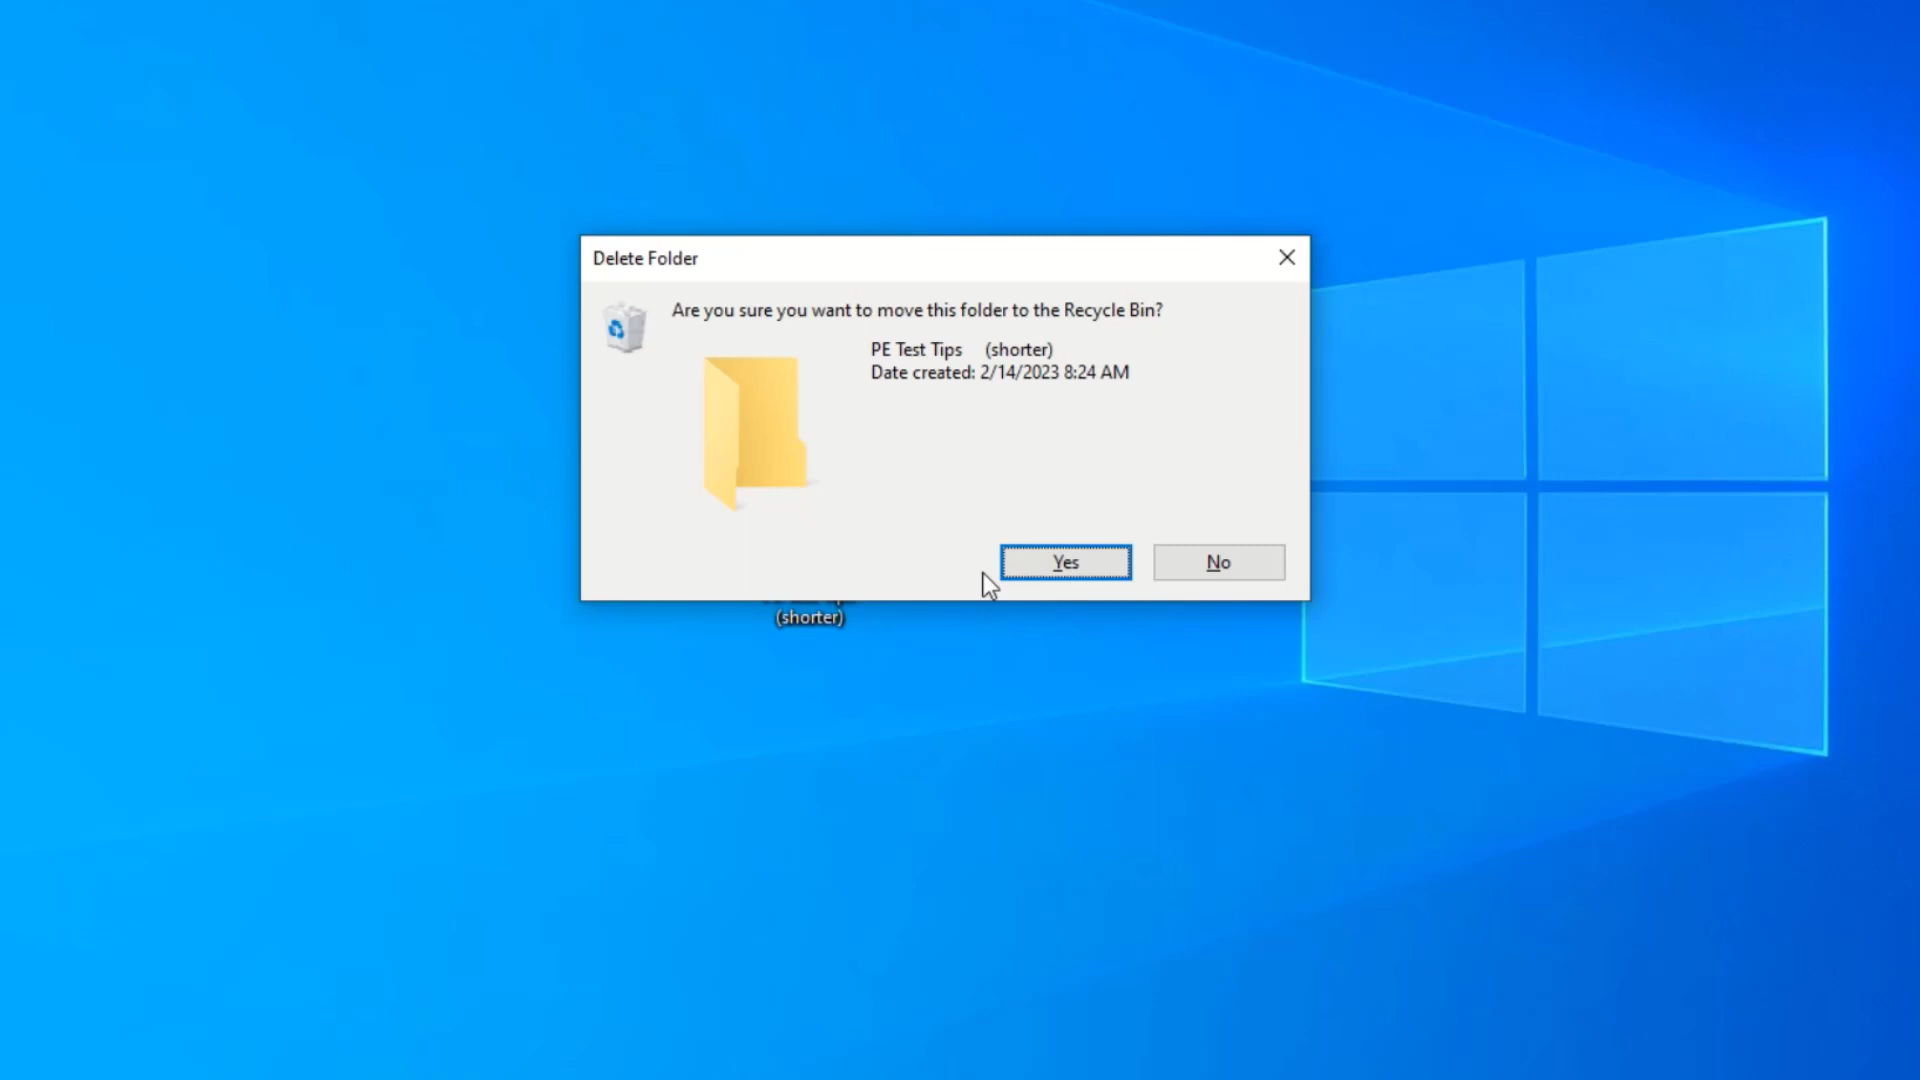 Delete Folder
Are you sure you want to move this folder to the Recycle Bin?
PE Test Tips (shorter)
Date created: 2/14/2023 8:24 AM
Yes
No
(shorter)